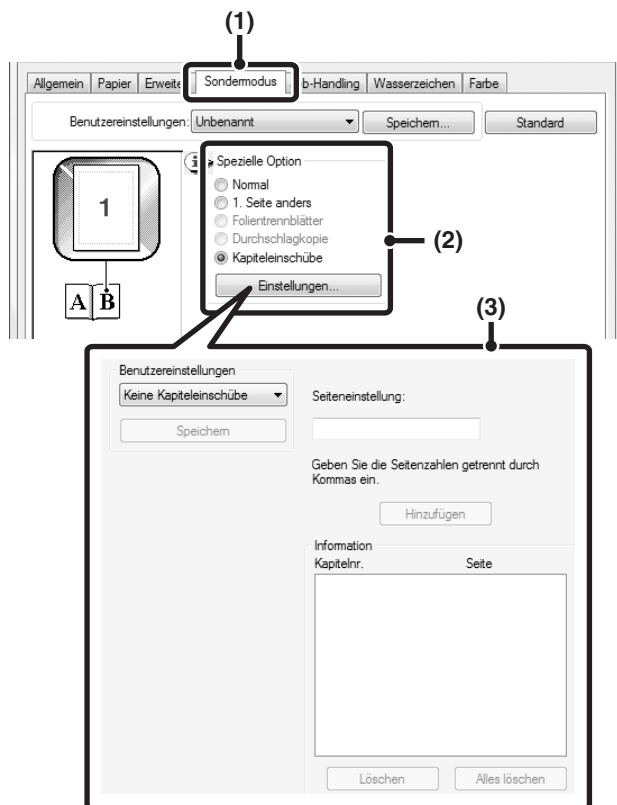 (1)
Allgemein Papier Sondermodus Wasserzeichen Farbe
Benutzereinstellungen: Unbenannt Speichern... Standard
Spezielle Option
Normal
1. Seite anders
Folientrennblätter
Durchschlagkopie
(2)
Kapiteleinschübe
Einstellungen...
1
A B
(3)
Benutzereinstellungen
Keine Kapiteleinschübe
Speichern
Seiteneinstellung:
Geben Sie die Seitenzahlen getrennt durch
Kommas ein.
Hinzufügen
Information
Kapitelnr. Seite
Löschen Alles löschen